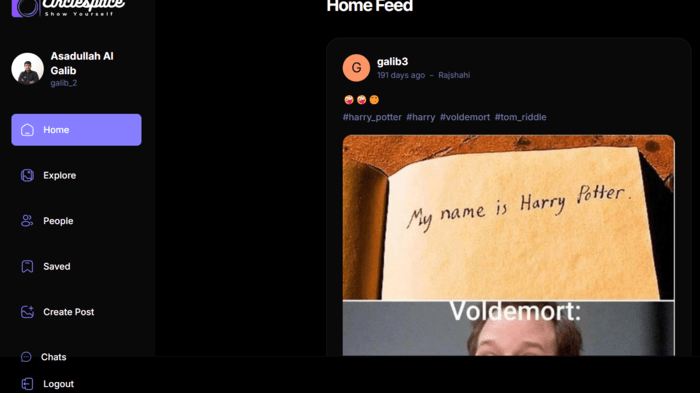 Circlespace
Show Yourself
Asadullah Al
Galib
galib_2
Home
Explore
People
Saved
Create Post
Chats
Logout
Home Feed
G
galib3
191 days ago - Rajshahi
#harry_potter #harry #voldemort #tom_riddle
My name is Harry Potter.
Voldemort: